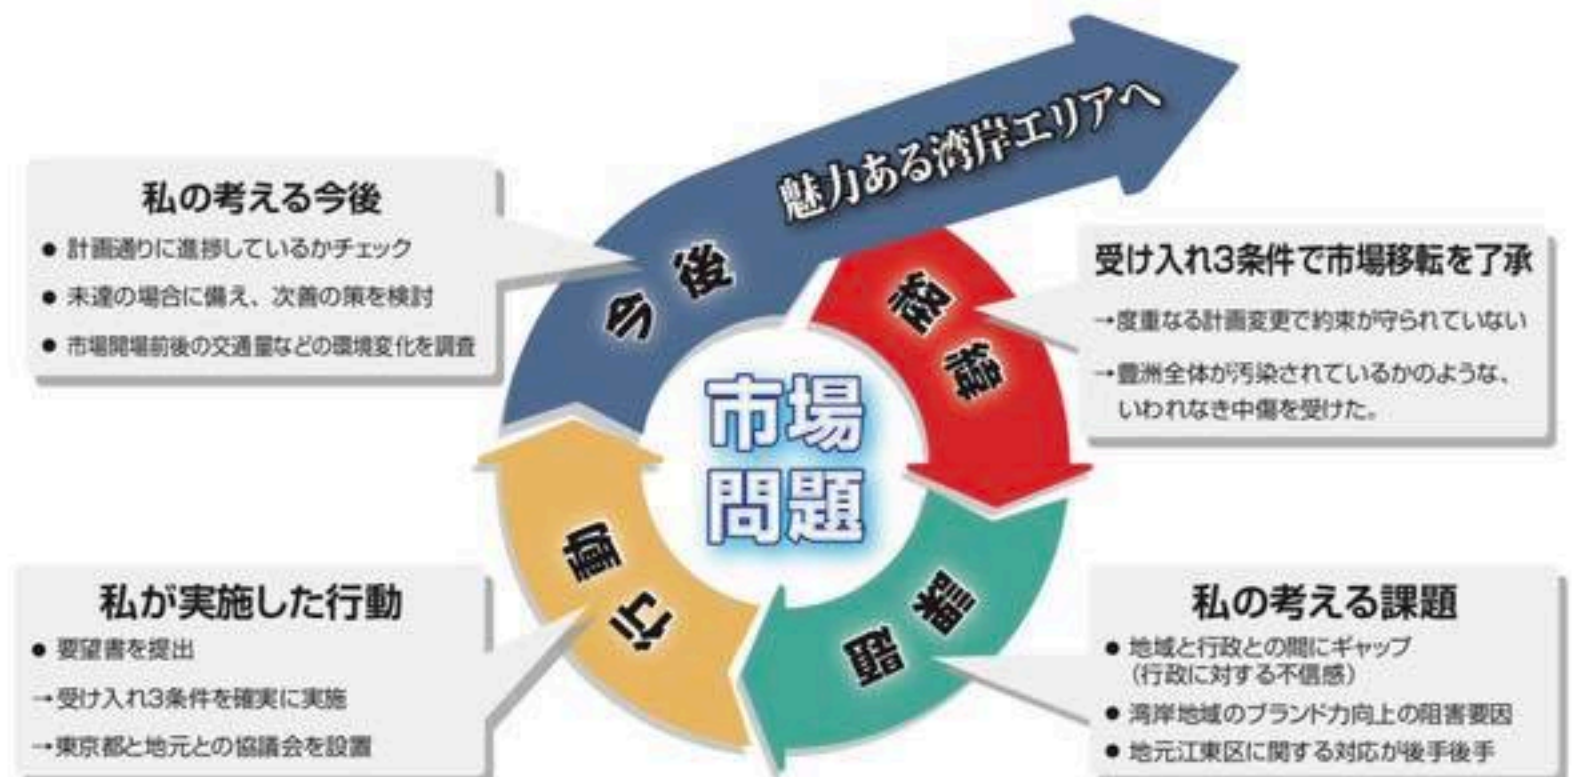 魅力ある湾岸エリアへ
市場
問題
経緯
受け入れ3条件で市場移転を了承
→度重なる計画変更で約束が守られていない
→豊洲全体が汚染されているかのような、
いわれなき中傷を受けた。
課題
私の考える課題
● 地域と行政との間にギャップ
(行政に対する不信感)
● 湾岸地域のブランド力向上の阻害要因
● 地元江東区に関する対応が後手後手
行動
私が実施した行動
● 要望書を提出
→受け入れ3条件を確実に実施
→東京都と地元との協議会を設置
今後
私の考える今後
● 計画通りに進捗しているかチェック
● 未達の場合に備え、次善の策を検討
● 市場開場前後の交通量などの環境変化を調査